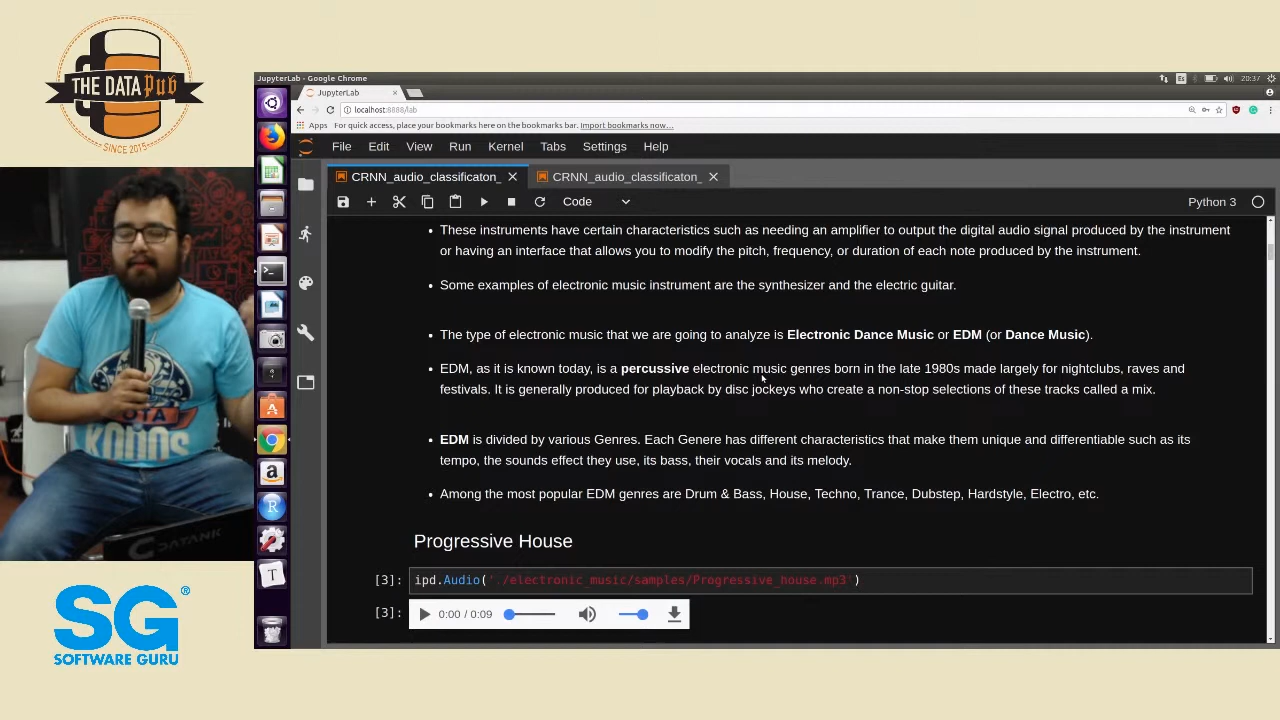 THE DATA Pub
SINCE 2015
JupyterLab - Google Chrome
Es
20:37
JupyterLab
localhost:8888/lab
Apps For quick access, place your bookmarks here on the bookmarks bar. Import bookmarks now...
File Edit View Run Kernel Tabs Settings Help
CRNN_audio_classificaton_
CRNN_audio_classificaton_
Code
Python 3
These instruments have certain characteristics such as needing an amplifier to output the digital audio signal produced by the instrument
or having an interface that allows you to modify the pitch, frequency, or duration of each note produced by the instrument.
Some examples of electronic music instrument are the synthesizer and the electric guitar.
The type of electronic music that we are going to analyze is Electronic Dance Music or EDM (or Dance Music).
EDM, as it is known today, is a percussive electronic music genres born in the late 1980s made largely for nightclubs, raves and
festivals. It is generally produced for playback by disc jockeys who create a non-stop selections of these tracks called a mix.
EDM is divided by various Genres. Each Genere has different characteristics that make them unique and differentiable such as its
tempo, the sounds effect they use, its bass, their vocals and its melody.
Among the most popular EDM genres are Drum & Bass, House, Techno, Trance, Dubstep, Hardstyle, Electro, etc.
Progressive House
[3]: ipd.Audio('./electronic_music/samples/Progressive_house.mp3')
[3]: 0:00 / 0:09
KODOS
DATANK
SG®
SOFTWARE GURU